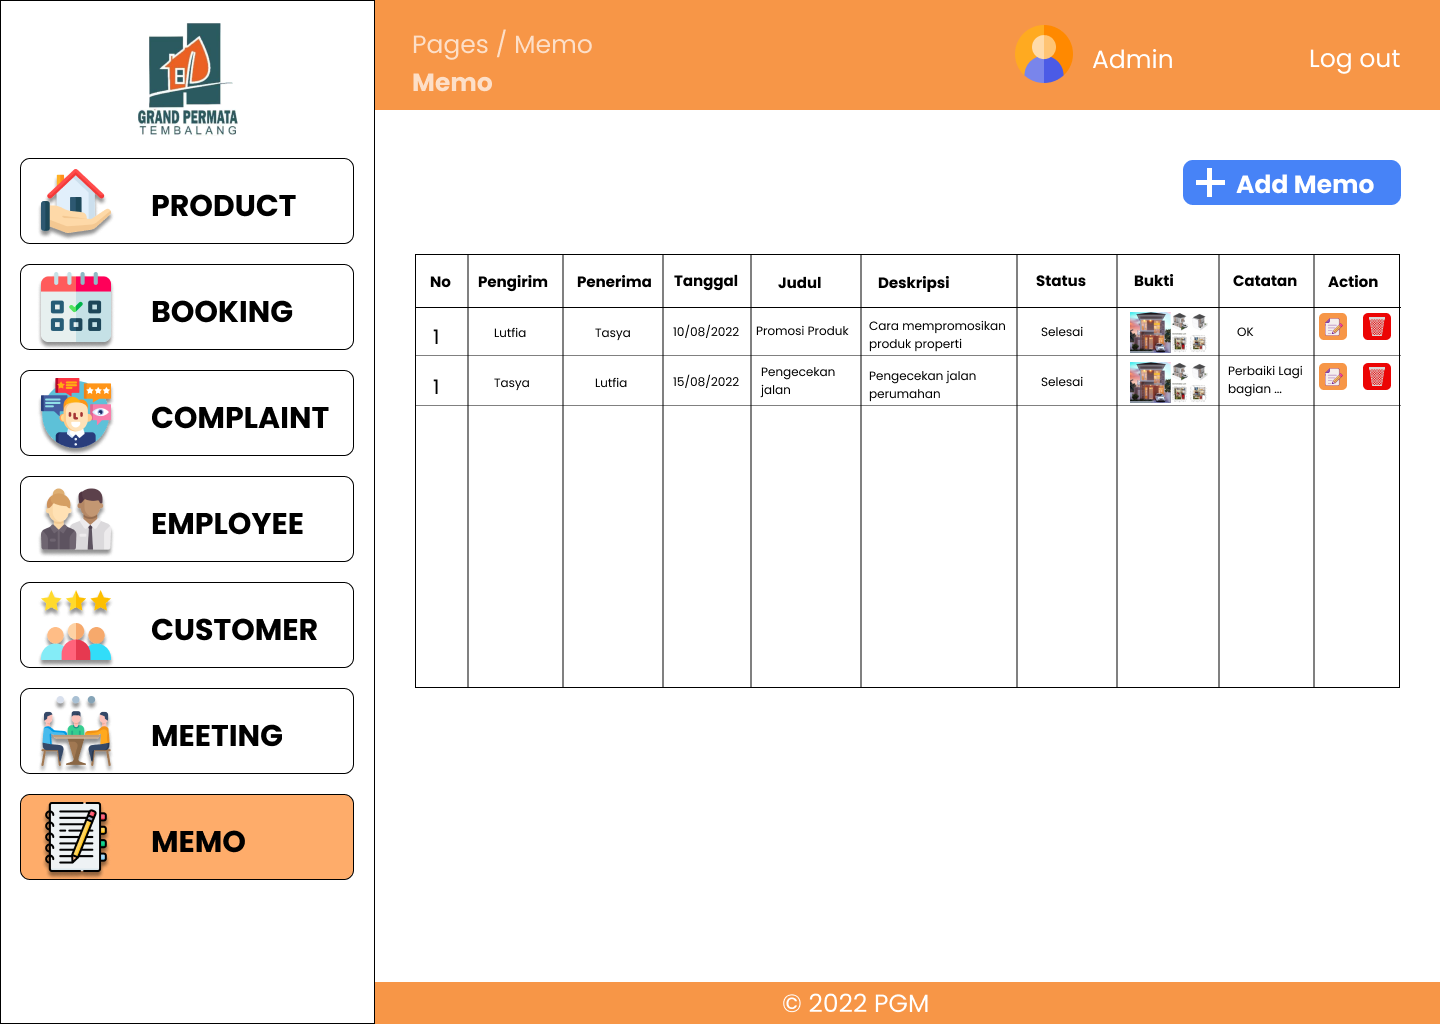 GRAND PERMATA
TEMBALANG
PRODUCT
BOOKING
COMPLAINT
EMPLOYEE
CUSTOMER
MEETING
MEMO
Pages / Memo
Memo
Admin
Log out
Add Memo
No Pengirim Penerima Tanggal Judul Deskripsi Status Bukti Catatan Action
1 Lutfia Tasya 10/08/2022 Promosi Produk Cara mempromosikan Selesai OK
produk properti
1 Tasya Lutfia 15/08/2022 Pengecekan Pengecekan jalan Selesai Perbaiki Lagi
jalan perumahan bagian ...
© 2022 PGM